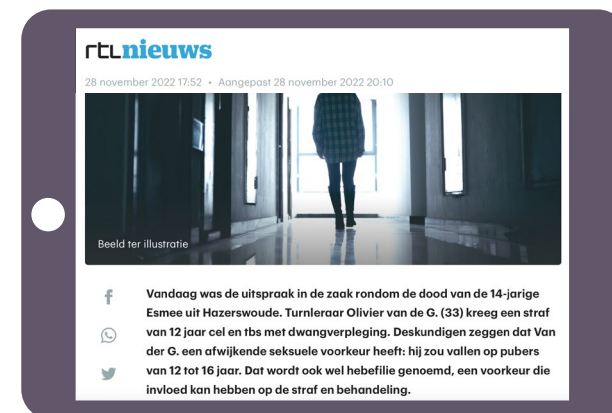 rtlnieuws
28 november 2022 17:52 • Aangepast 28 november 2022 20:10
Beeld ter illustratie
Vandaag was de uitspraak in de zaak rondom de dood van de 14-jarige
Esmee uit Hazerswoude. Turnleraar Olivier van de G. (33) kreeg een straf
van 12 jaar cel en tbs met dwangverpleging. Deskundigen zeggen dat Van
der G. een afwijkende seksuele voorkeur heeft: hij zou vallen op pubers
van 12 tot 16 jaar. Dat wordt ook wel hebefilie genoemd, een voorkeur die
invloed kan hebben op de straf en behandeling.